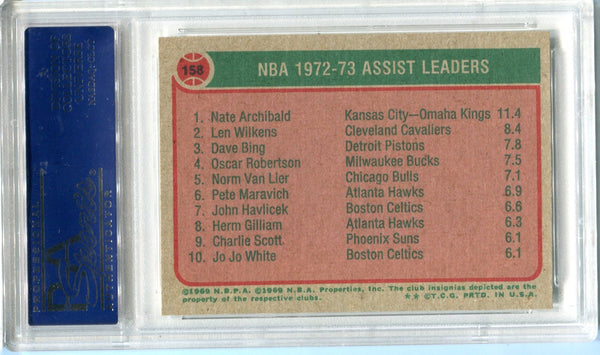 158
NBA 1972-73 ASSIST LEADERS
1. Nate Archibald Kansas City—Omaha Kings 11.4
2. Len Wilkens Cleveland Cavaliers 8.4
3. Dave Bing Detroit Pistons 7.8
4. Oscar Robertson Milwaukee Bucks 7.5
5. Norm Van Lier Chicago Bulls 7.1
6. Pete Maravich Atlanta Hawks 6.9
7. John Havlicek Boston Celtics 6.6
8. Herm Gilliam Atlanta Hawks 6.3
9. Charlie Scott Phoenix Suns 6.1
10. Jo Jo White Boston Celtics 6.1
©1969 N.B.P.A. ©1969 N.B.A. Properties, Inc. The club insignias depicted are the
property of the respective clubs. ★★ ©T.C.G. PRTD. IN U.S.A.
PROFESSIONAL
PSA
Sports
AUTHENTICATOR